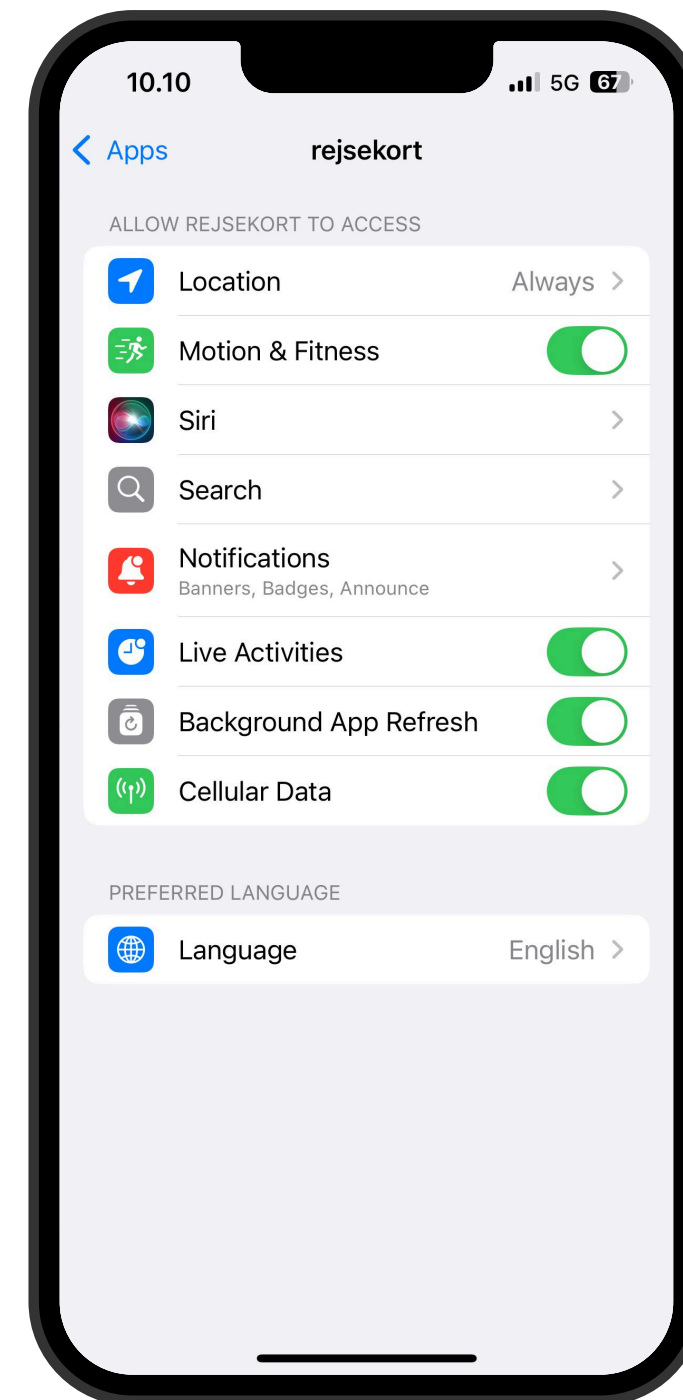 10.10
5G 67
Apps
rejsekort
ALLOW REJSEKORT TO ACCESS
Location Always
Motion & Fitness
Siri
Search
Notifications
Banners, Badges, Announce
Live Activities
Background App Refresh
Cellular Data
PREFERRED LANGUAGE
Language English